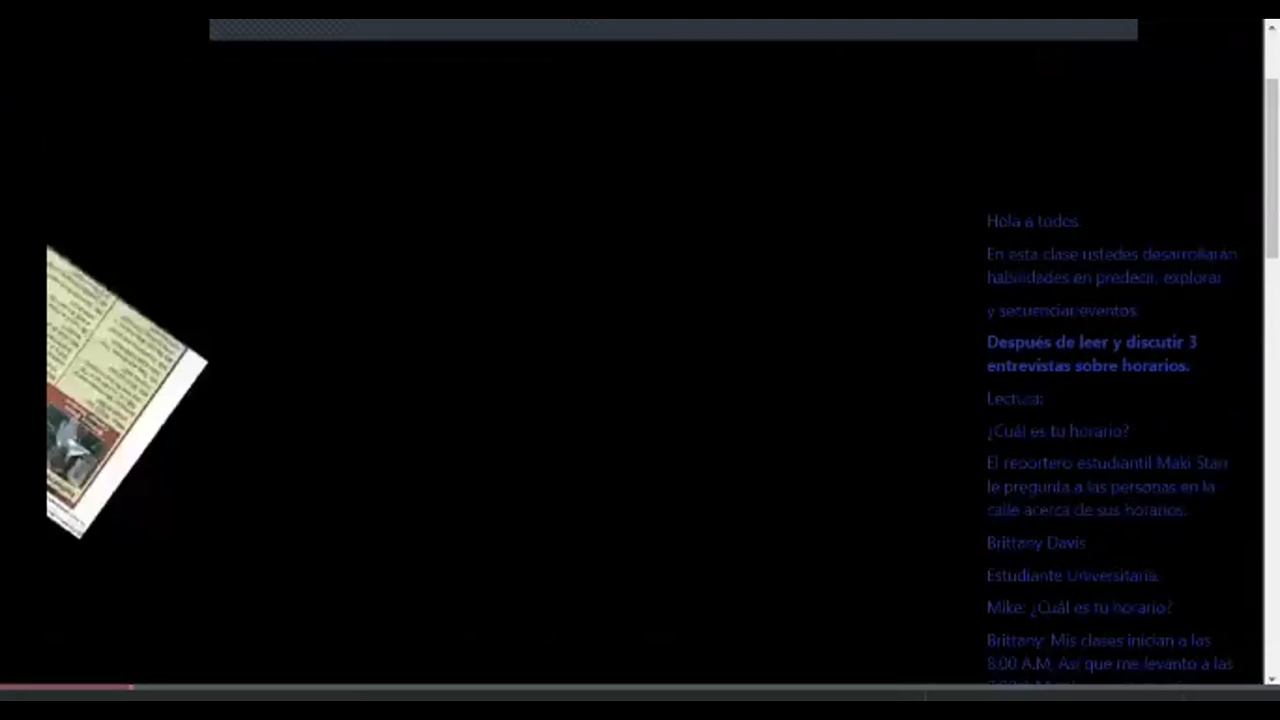 Hola a todos.
En esta clase ustedes desarrollarán
habilidades en predecir, explorar
y secuenciar eventos
Después de leer y discutir 3
entrevistas sobre horarios.
Lectura:
¿Cuál es tu horario?
El reportero estudiantil Maki Stan
le pregunta a las personas en la
calle acerca de sus horarios.
Brittany Davis
Estudiante Universitaria.
Mike: ¿Cuál es tu horario?
Brittany: Mis clases inician a las
8:00 A.M, Así que me levanto a las